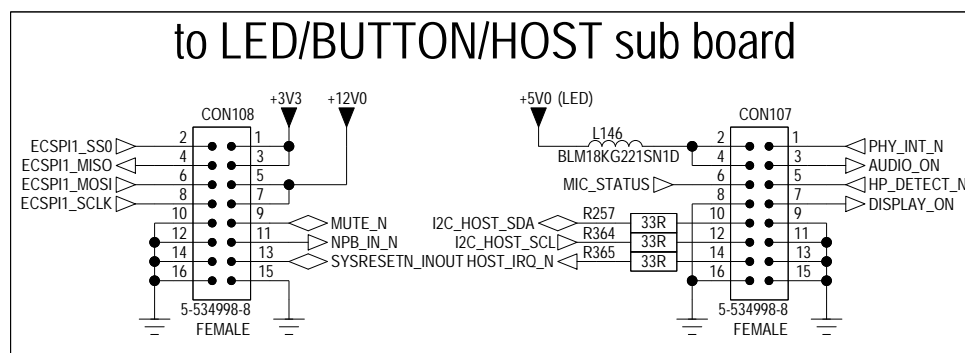 to LED/BUTTON/HOST sub board
+3V3 +12V0 +5V0 (LED)
CON108 CON107
L146
BLM18KG221SN1D
ECSPI1_SS0 2 1
ECSPI1_MISO 4 3
ECSPI1_MOSI 6 5
ECSPI1_SCLK 8 7
10 9 MUTE_N
12 11 NPB_IN_N
14 13 SYSRESETN_INOUT
16 15
5-534998-8
FEMALE
2 1 PHY_INT_N
4 3 AUDIO_ON
MIC_STATUS 6 5 HP_DETECT_N
8 7 DISPLAY_ON
I2C_HOST_SDA R257 33R 10 9
I2C_HOST_SCL R364 33R 12 11
HOST_IRQ_N R365 33R 14 13
16 15
5-534998-8
FEMALE